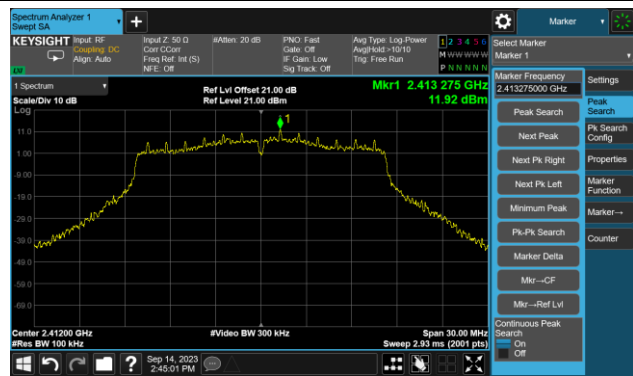 Spectrum Analyzer 1
Swept SA
+
Marker
KEYSIGHT
Input: RF
Coupling: DC
Align: Auto
Input Z: 50 Ω
Corr CCorr
Freq Ref: Int (S)
NFE: Off
#Atten: 20 dB
PNO: Fast
Gate: Off
IF Gain: Low
Sig Track: Off
Avg Type: Log-Power
Avg|Hold:>10/10
Trig: Free Run
1 2 3 4 5 6
M W W W W W
P N N N N N
Select Marker
Marker 1
LNI
1 Spectrum
Scale/Div 10 dB
Log
Ref Lvl Offset 21.00 dB
Ref Level 21.00 dBm
Mkr1 2.413 275 GHz
11.92 dBm
1
11.0
1.00
-9.00
-19.0
-29.0
-39.0
-49.0
-59.0
-69.0
Center 2.41200 GHz
#Res BW 100 kHz
#Video BW 300 kHz
Span 30.00 MHz
Sweep 2.93 ms (2001 pts)
Marker Frequency
2.413275000 GHz
Peak Search
Next Peak
Next Pk Right
Next Pk Left
Minimum Peak
Pk-Pk Search
Marker Delta
Mkr→CF
Mkr→Ref Lvl
Continuous Peak
Search
On
Off
Settings
Peak
Search
Pk Search
Config
Properties
Marker
Function
Marker→
Counter
?
Sep 14, 2023
2:45:01 PM